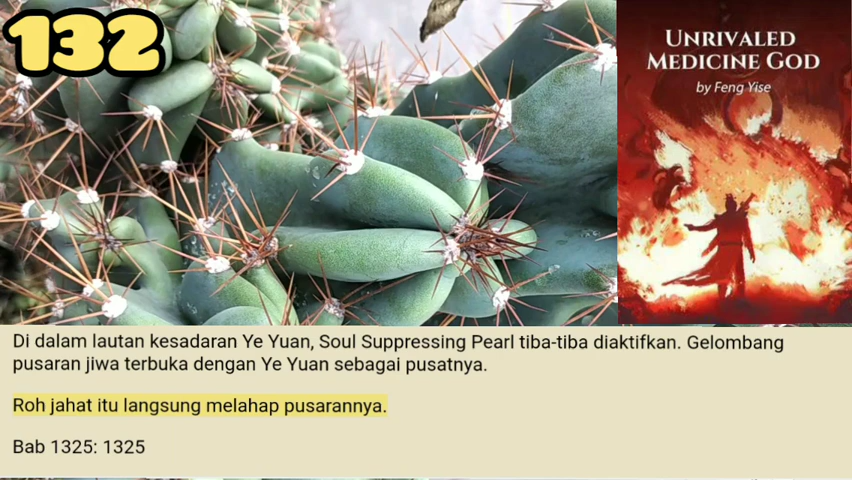 132
UNRIVALED
MEDICINE GOD
by Feng Yise
Di dalam lautan kesadaran Ye Yuan, Soul Suppressing Pearl tiba-tiba diaktifkan. Gelombang
pusaran jiwa terbuka dengan Ye Yuan sebagai pusatnya.
Roh jahat itu langsung melahap pusarannya.
Bab 1325: 1325